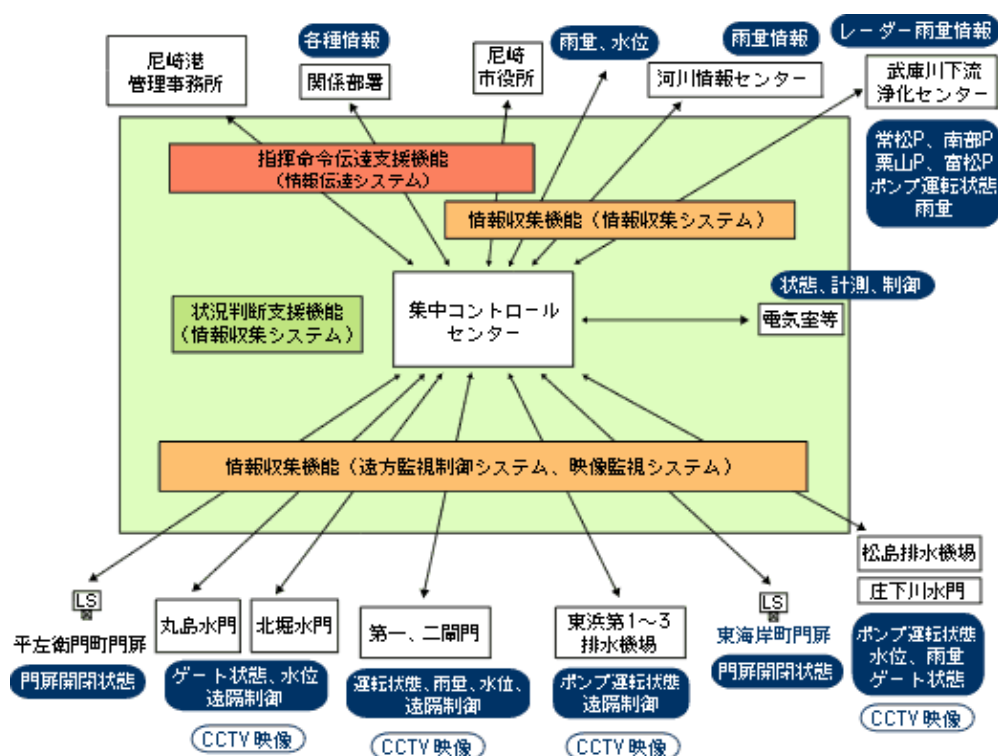 各種情報
雨量、水位
雨量情報
レーダー雨量情報
尼崎港
管理事務所
関係部署
尼崎
市役所
河川情報センター
武庫川下流
浄化センター
常松P、南部P
栗山P、富松P
ポンプ運転状態
雨量
指揮命令伝達支援機能
(情報伝達システム)
情報収集機能(情報収集システム)
状況判断支援機能
(情報収集システム)
集中コントロール
センター
状態、計測、制御
電気室等
情報収集機能(遠方監視制御システム、映像監視システム)
LS
平左衛門町門扉
門扉開閉状態
丸島水門
北堀水門
ゲート状態、水位
遠隔制御
CCTV映像
第一、二閘門
運転状態、雨量、水位、
遠隔制御
CCTV映像
東浜第1~3
排水機場
ポンプ運転状態
遠隔制御
CCTV映像
LS
東海岸町門扉
門扉開閉状態
松島排水機場
庄下川水門
ポンプ運転状態
水位、雨量
ゲート状態
CCTV映像